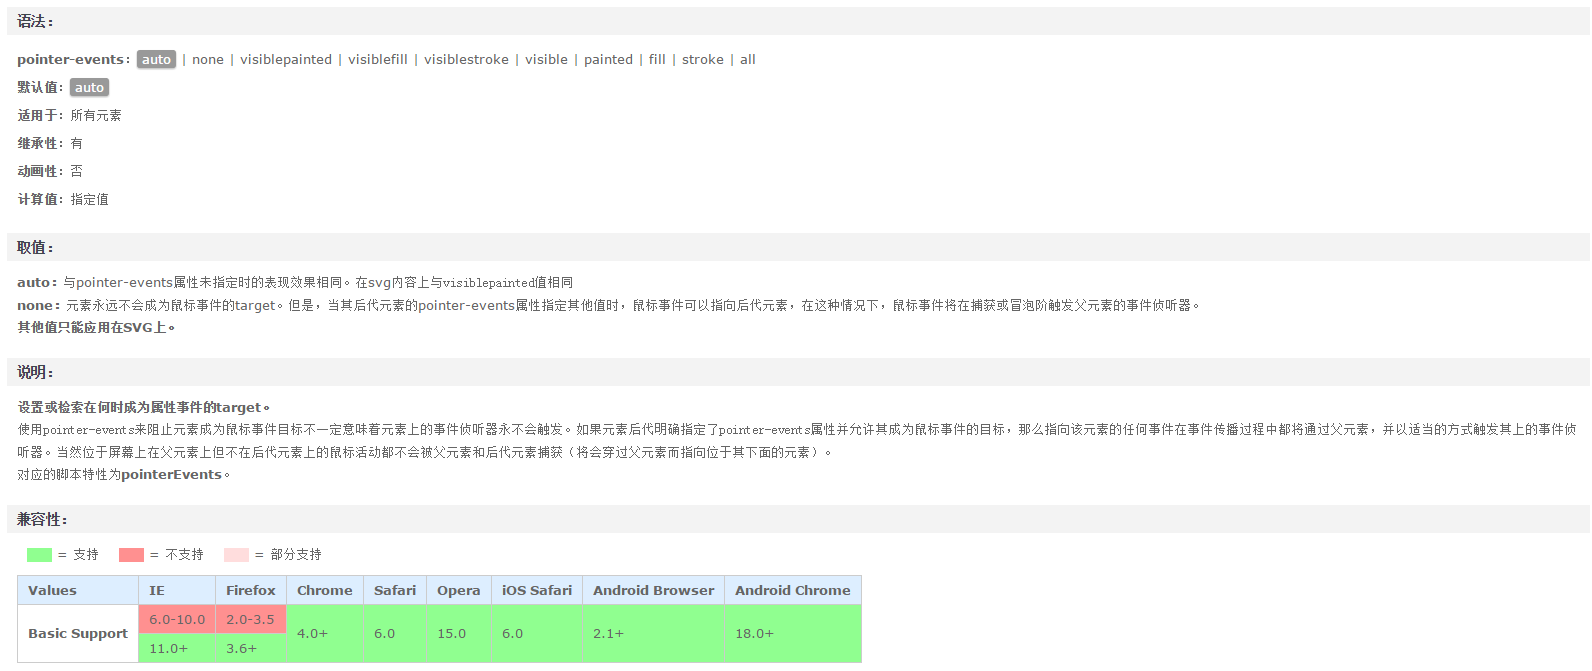 语法：
pointer-events： auto | none | visiblepainted | visiblefill | visiblestroke | visible | painted | fill | stroke | all
默认值： auto
适用于：所有元素
继承性：有
动画性：否
计算值：指定值
取值：
auto：与pointer-events属性未指定时的表现效果相同。在svg内容上与visiblepainted值相同
none：元素永远不会成为鼠标事件的target。但是，当其后代元素的pointer-events属性指定其他值时，鼠标事件可以指向后代元素，在这种情况下，鼠标事件将在捕获或冒泡阶触发父元素的事件侦听器。
其他值只能应用在SVG上。
说明：
设置或检索在何时成为属性事件的target。
使用pointer-events来阻止元素成为鼠标事件目标不一定意味着元素上的事件侦听器永不会触发。如果元素后代明确指定了pointer-events属性并允许其成为鼠标事件的目标，那么指向该元素的任何事件在事件传播过程中都将通过父元素，并以适当的方式触发其上的事件侦
听器。当然位于屏幕上在父元素上但不在后代元素上的鼠标活动都不会被父元素和后代元素捕获（将会穿过父元素而指向位于其下面的元素）。
对应的脚本特性为pointerEvents。
兼容性：
= 支持 = 不支持 = 部分支持
Values IE Firefox Chrome Safari Opera iOS Safari Android Browser Android Chrome
Basic Support 6.0-10.0 2.0-3.5 4.0+ 6.0 15.0 6.0 2.1+ 18.0+
11.0+ 3.6+